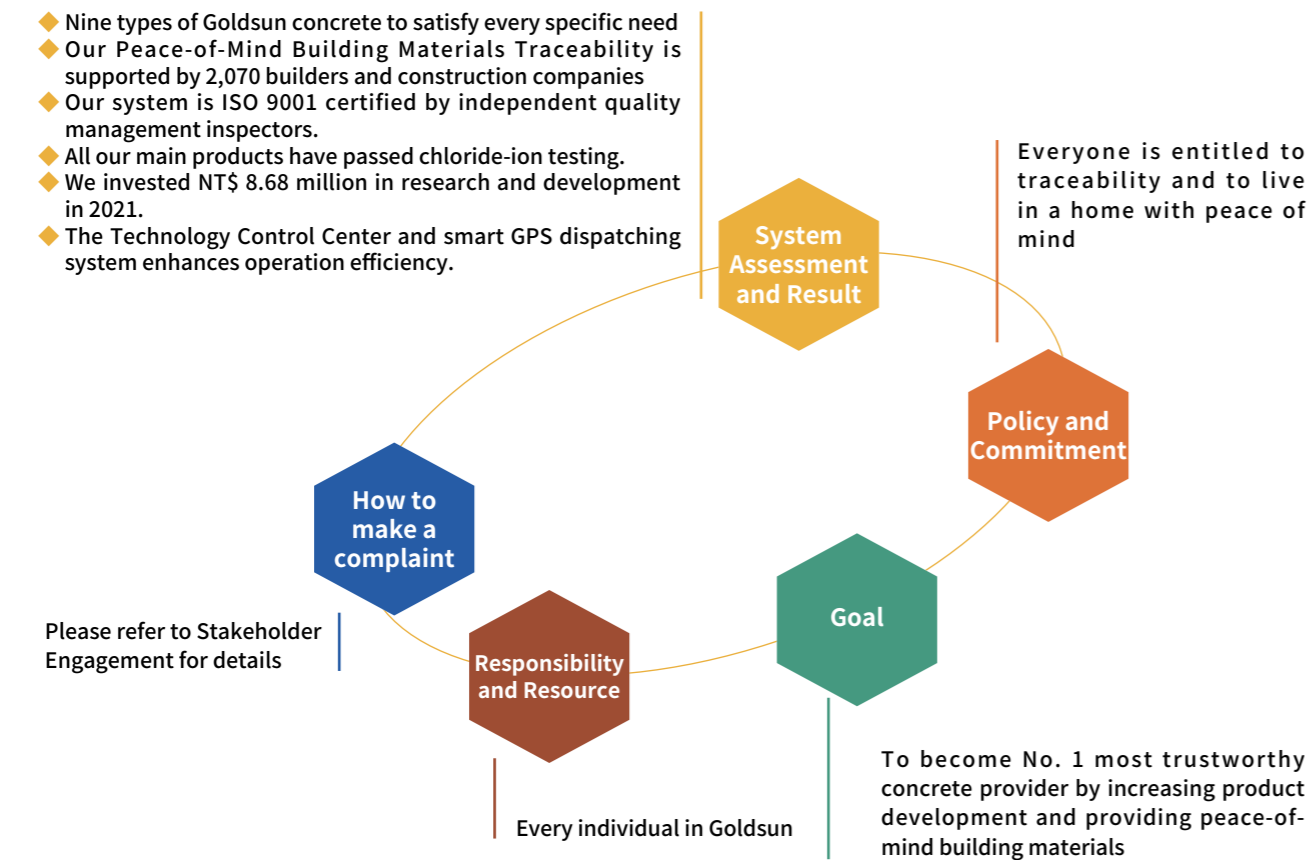 ◆ Nine types of Goldsun concrete to satisfy every specific need
◆ Our Peace-of-Mind Building Materials Traceability is
supported by 2,070 builders and construction companies
◆ Our system is ISO 9001 certified by independent quality
management inspectors.
◆ All our main products have passed chloride-ion testing.
◆ We invested NT$ 8.68 million in research and development
in 2021.
◆ The Technology Control Center and smart GPS dispatching
system enhances operation efficiency.
System
Assessment
and Result
Everyone is entitled to
traceability and to live
in a home with peace of
mind
Policy and
Commitment
How to
make a
complaint
Please refer to Stakeholder
Engagement for details
Goal
Responsibility
and Resource
Every individual in Goldsun
To become No. 1 most trustworthy
concrete provider by increasing product
development and providing peace-of-
mind building materials